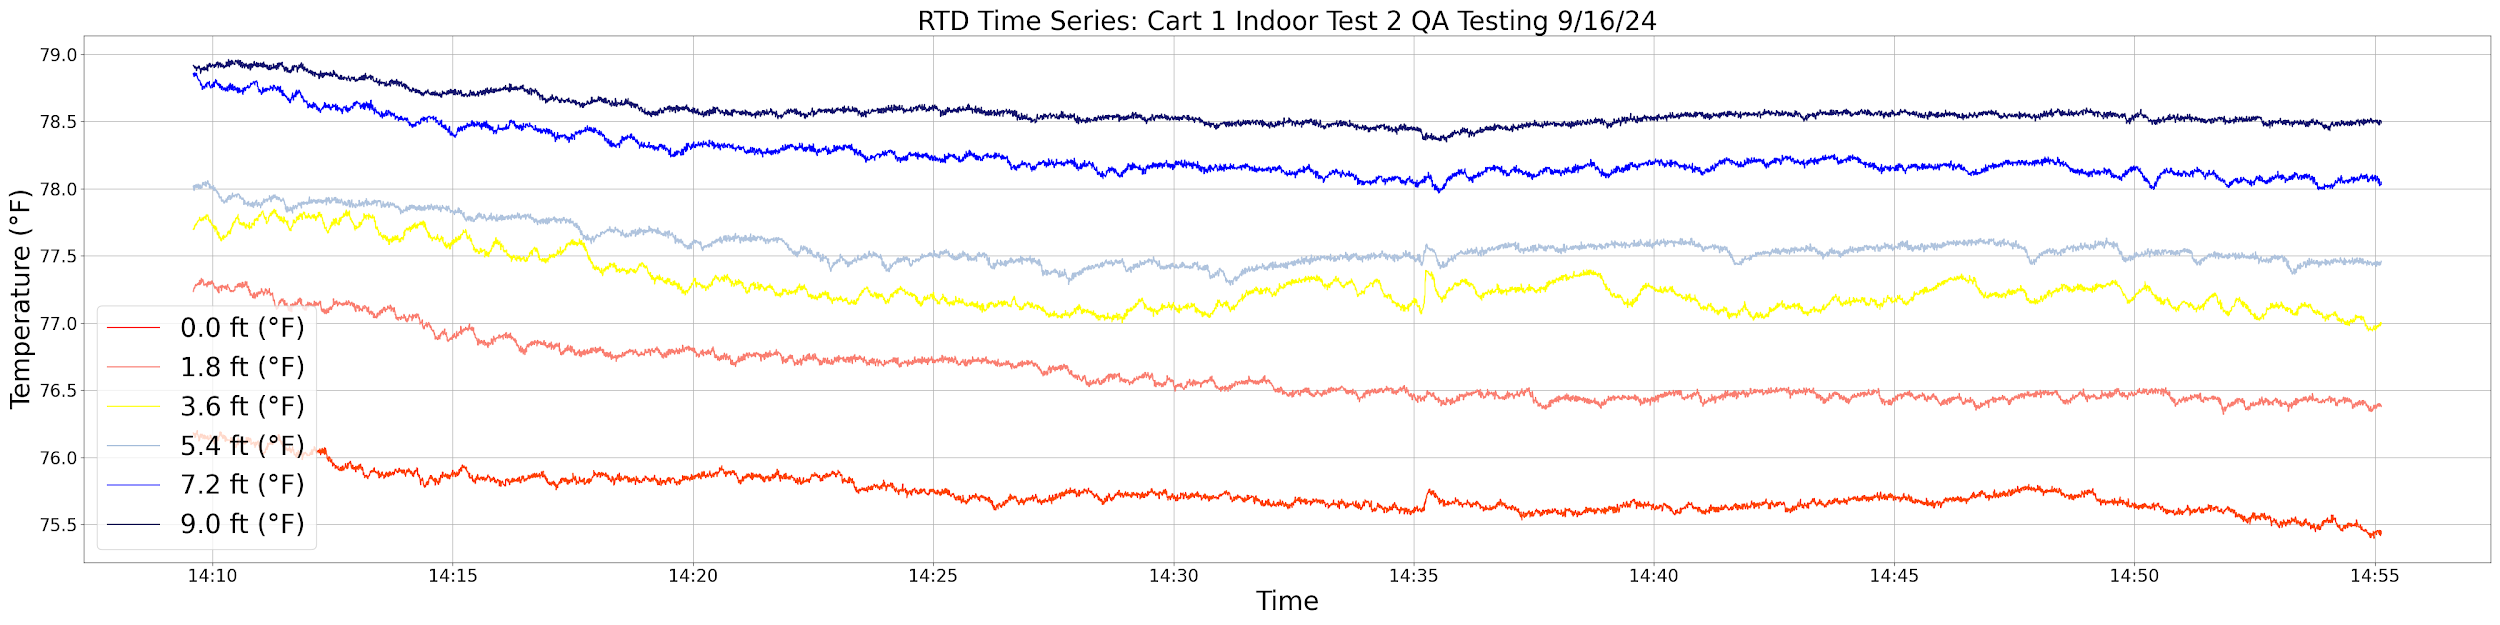 RTD Time Series: Cart 1 Indoor Test 2 QA Testing 9/16/24
Temperature (°F)
79.0
78.5
78.0
77.5
77.0
76.5
76.0
75.5
0.0 ft (°F)
1.8 ft (°F)
3.6 ft (°F)
5.4 ft (°F)
7.2 ft (°F)
9.0 ft (°F)
14:10 14:15 14:20 14:25 14:30 14:35 14:40 14:45 14:50 14:55
Time